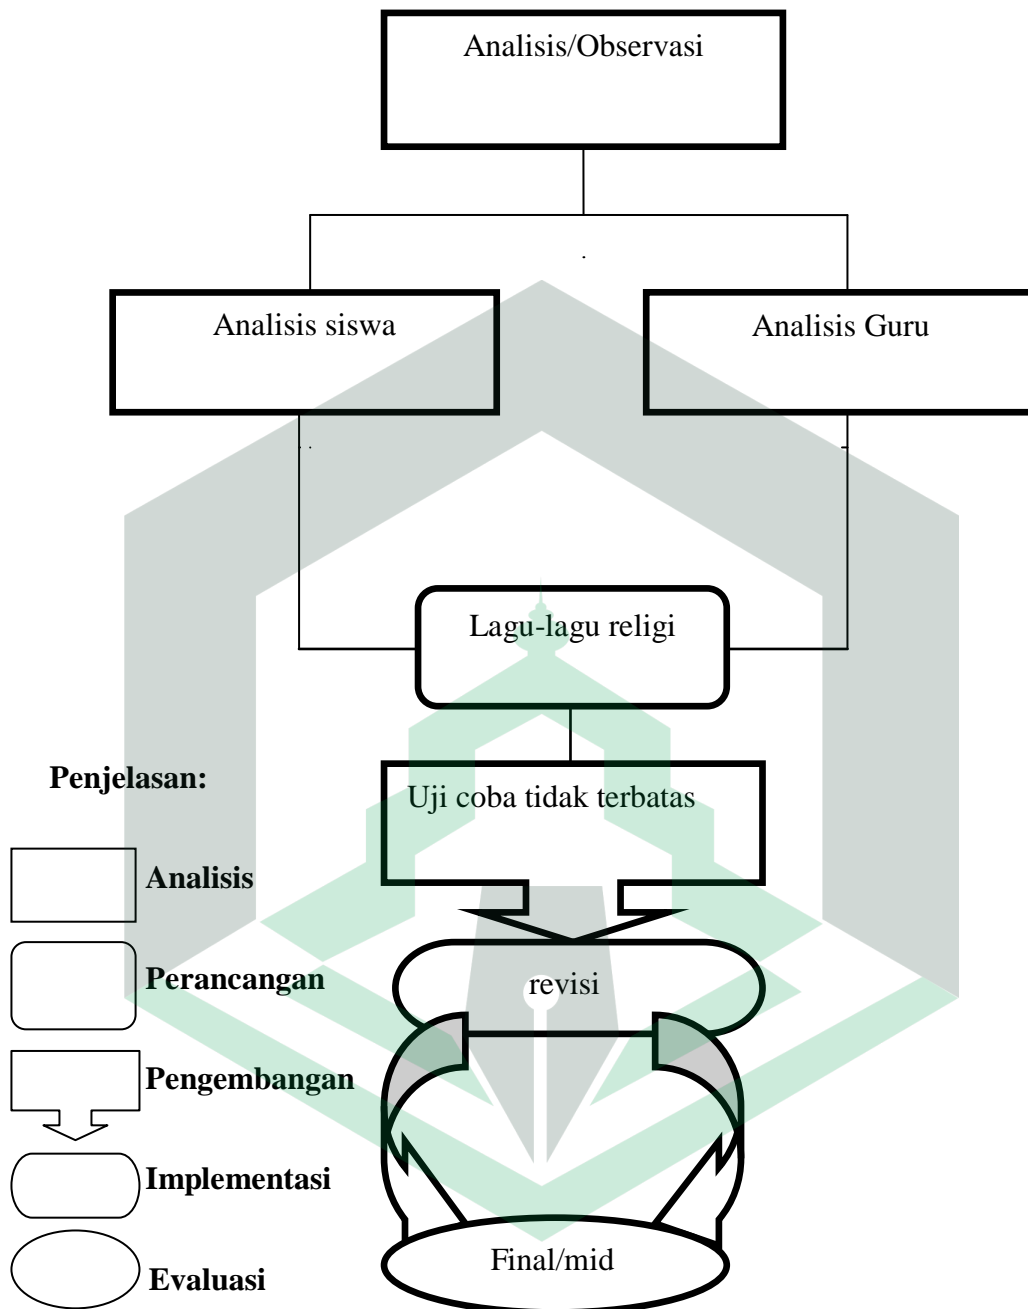 Analisis/Observasi
Analisis siswa
Analisis Guru
Lagu-lagu religi
Uji coba tidak terbatas
revisi
Final/mid
Penjelasan:
Analisis
Perancangan
Pengembangan
Implementasi
Evaluasi